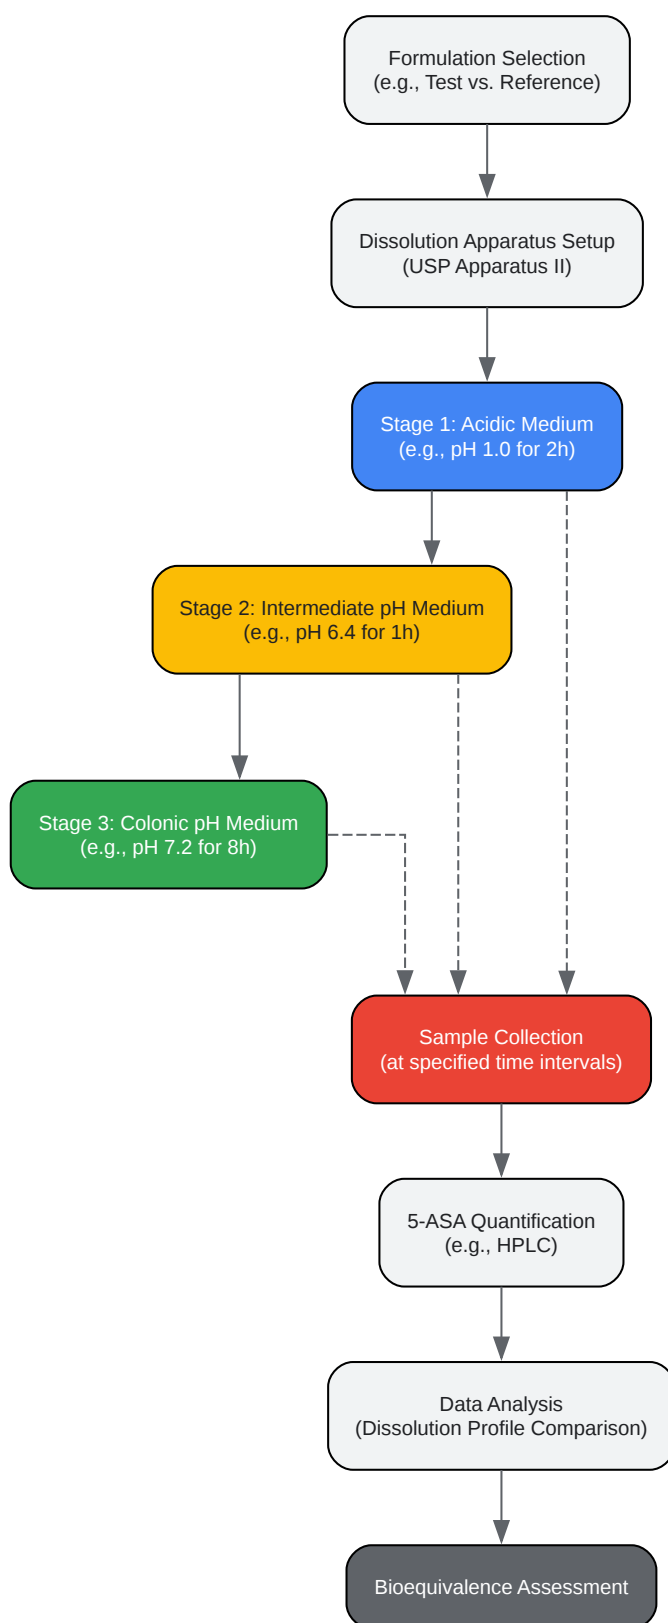 Formulation Selection
(e.g., Test vs. Reference)
Dissolution Apparatus Setup
(USP Apparatus II)
Stage 1: Acidic Medium
(e.g., pH 1.0 for 2h)
Stage 2: Intermediate pH Medium
(e.g., pH 6.4 for 1h)
Stage 3: Colonic pH Medium
(e.g., pH 7.2 for 8h)
Sample Collection
(at specified time intervals)
5-ASA Quantification
(e.g., HPLC)
Data Analysis
(Dissolution Profile Comparison)
Bioequivalence Assessment